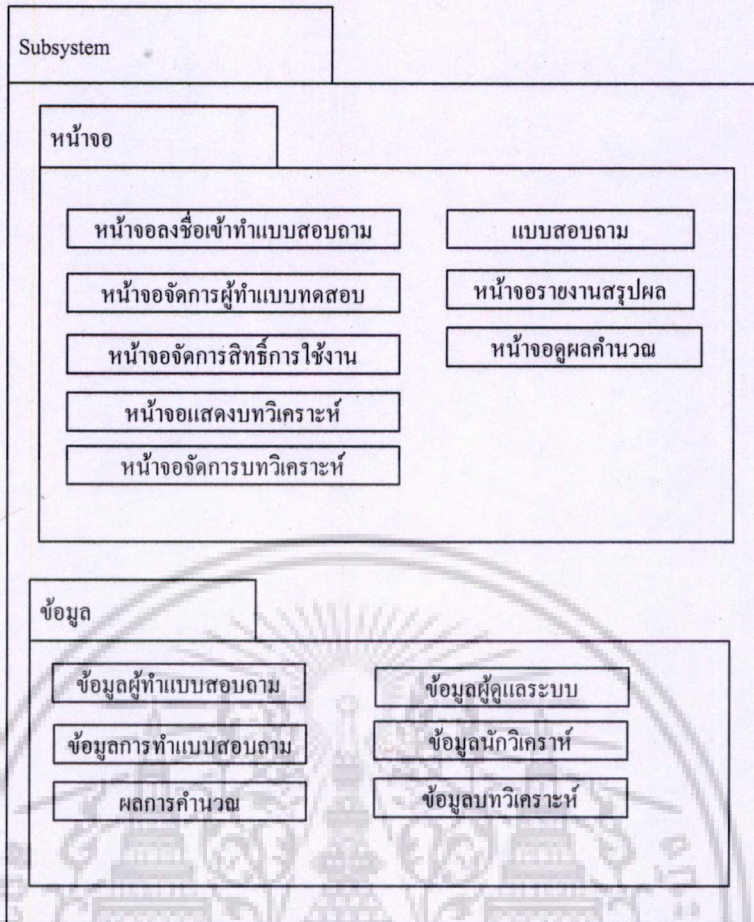 Subsystem
หน้าจอ
หน้าจอลงชื่อเข้าทำแบบสอบถาม
หน้าจอจัดการผู้ทำแบบทดสอบ
หน้าจอจัดการสิทธิ์การใช้งาน
หน้าจอแสดงบทวิเคราะห์
หน้าจอจัดการบทวิเคราะห์
แบบสอบถาม
หน้าจอรายงานสรุปผล
หน้าจอดูผลคำนวณ
ข้อมูล
ข้อมูลผู้ทำแบบสอบถาม
ข้อมูลการทำแบบสอบถาม
ผลการคำนวณ
ข้อมูลผู้ดูแลระบบ
ข้อมูลนักวิเคราห์
ข้อมูลบทวิเคราะห์